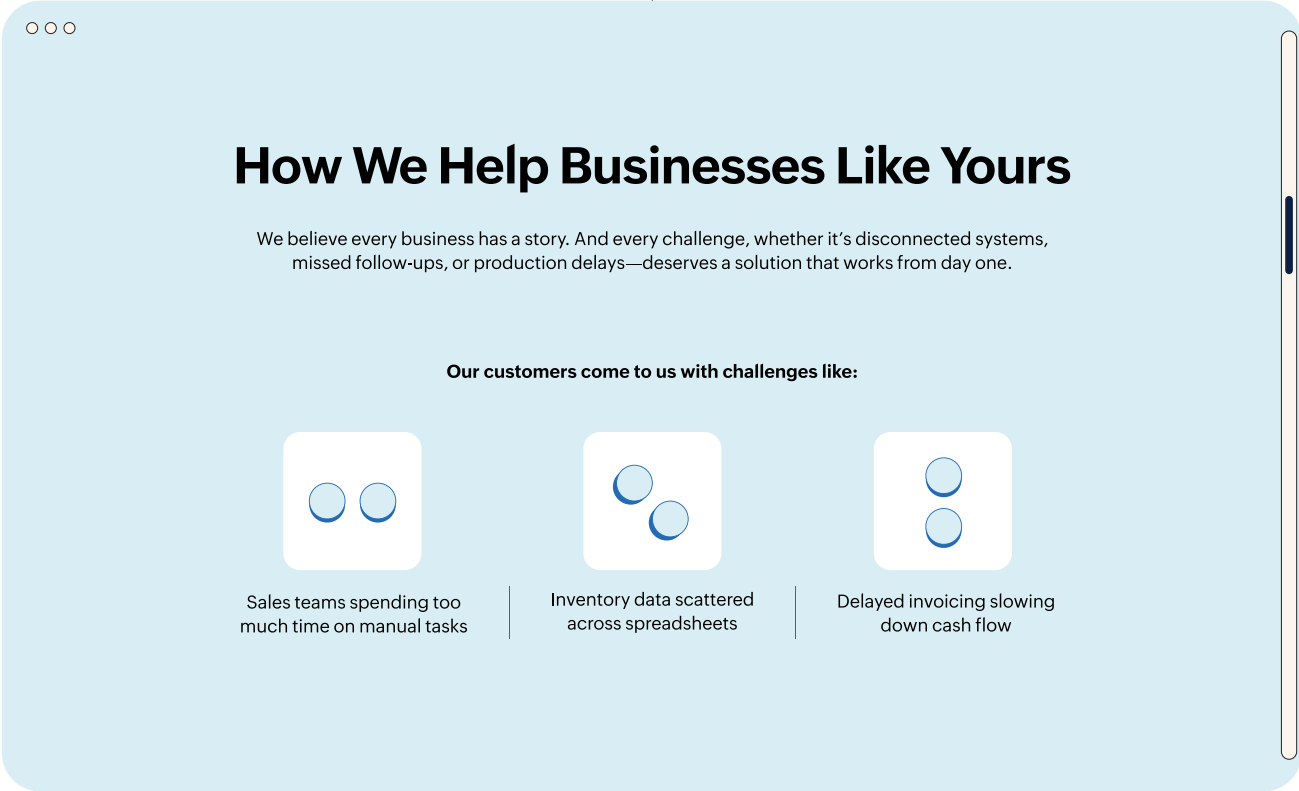 How We Help Businesses Like Yours
We believe every business has a story. And every challenge, whether it’s disconnected systems,
missed follow-ups, or production delays—deserves a solution that works from day one.
Our customers come to us with challenges like:
Sales teams spending too
much time on manual tasks
Inventory data scattered
across spreadsheets
Delayed invoicing slowing
down cash flow